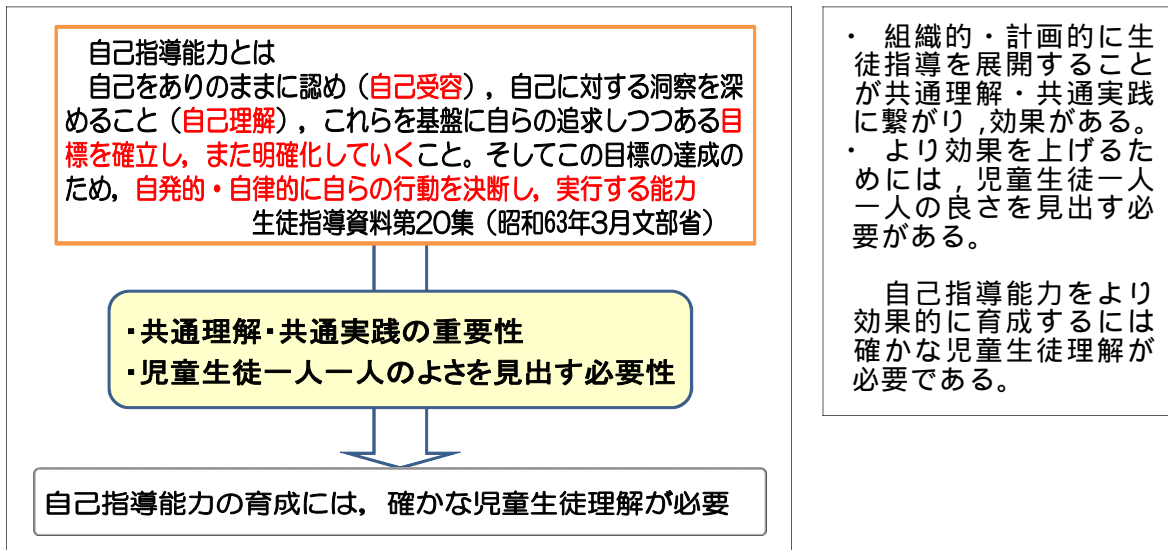 自己指導能力とは
自己をありのままに認め（自己受容），自己に対する洞察を深
めること（自己理解），これらを基盤に自らの追求しつつある目
標を確立し，また明確化していくこと。そしてこの目標の達成の
ため，自発的・自律的に自らの行動を決断し，実行する能力
生徒指導資料第20集（昭和63年3月文部省）
・共通理解・共通実践の重要性
・児童生徒一人一人のよさを見出す必要性
自己指導能力の育成には，確かな児童生徒理解が必要
・ 組織的・計画的に生
徒指導を展開すること
が共通理解・共通実践
に繋がり，効果がある。
・ より効果を上げるた
めには，児童生徒一人
一人の良さを見出す必
要がある。
自己指導能力をより
効果的に育成するには
確かな児童生徒理解が
必要である。